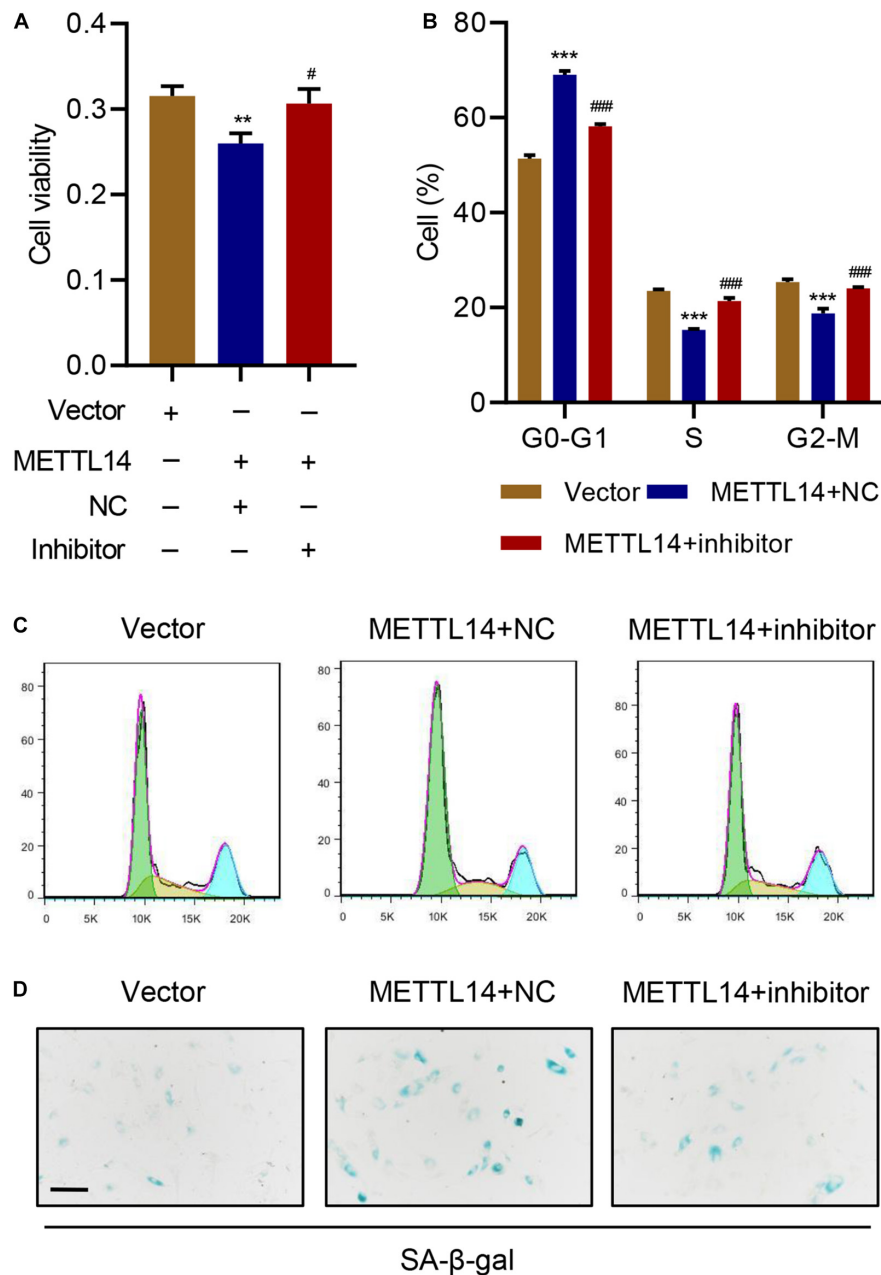 A
0.4
0.3
0.2
0.1
0.0
Cell viability
**
#
Vector + – –
METTL14 – + +
NC – + –
Inhibitor – – +
B
80
60
40
20
0
Cell (%)
*** ### *** ### *** ###
G0-G1 S G2-M
Vector METTL14+NC
METTL14+inhibitor
C
Vector METTL14+NC METTL14+inhibitor
80 80 80
60 60 60
40 40 40
20 20 20
0 0 0
0 5K 10K 15K 20K 0 5K 10K 15K 20K 0 5K 10K 15K 20K
D
Vector METTL14+NC METTL14+inhibitor
SA-β-gal